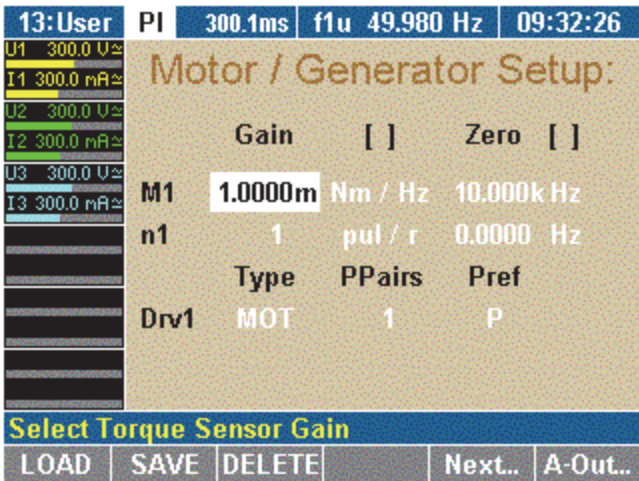 13:User PI 300.1ms f1u 49.980 Hz 09:32:26
U1 300.0 V≃
I1 300.0 mA≃
U2 300.0 V≃
I2 300.0 mA≃
U3 300.0 V≃
I3 300.0 mA≃
Motor / Generator Setup:
Gain [ ] Zero [ ]
M1 1.0000m Nm / Hz 10.000k Hz
n1 1 pul / r 0.0000 Hz
Type PPairs Pref
Drv1 MOT 1 P
Select Torque Sensor Gain
LOAD SAVE DELETE Next... A-Out...